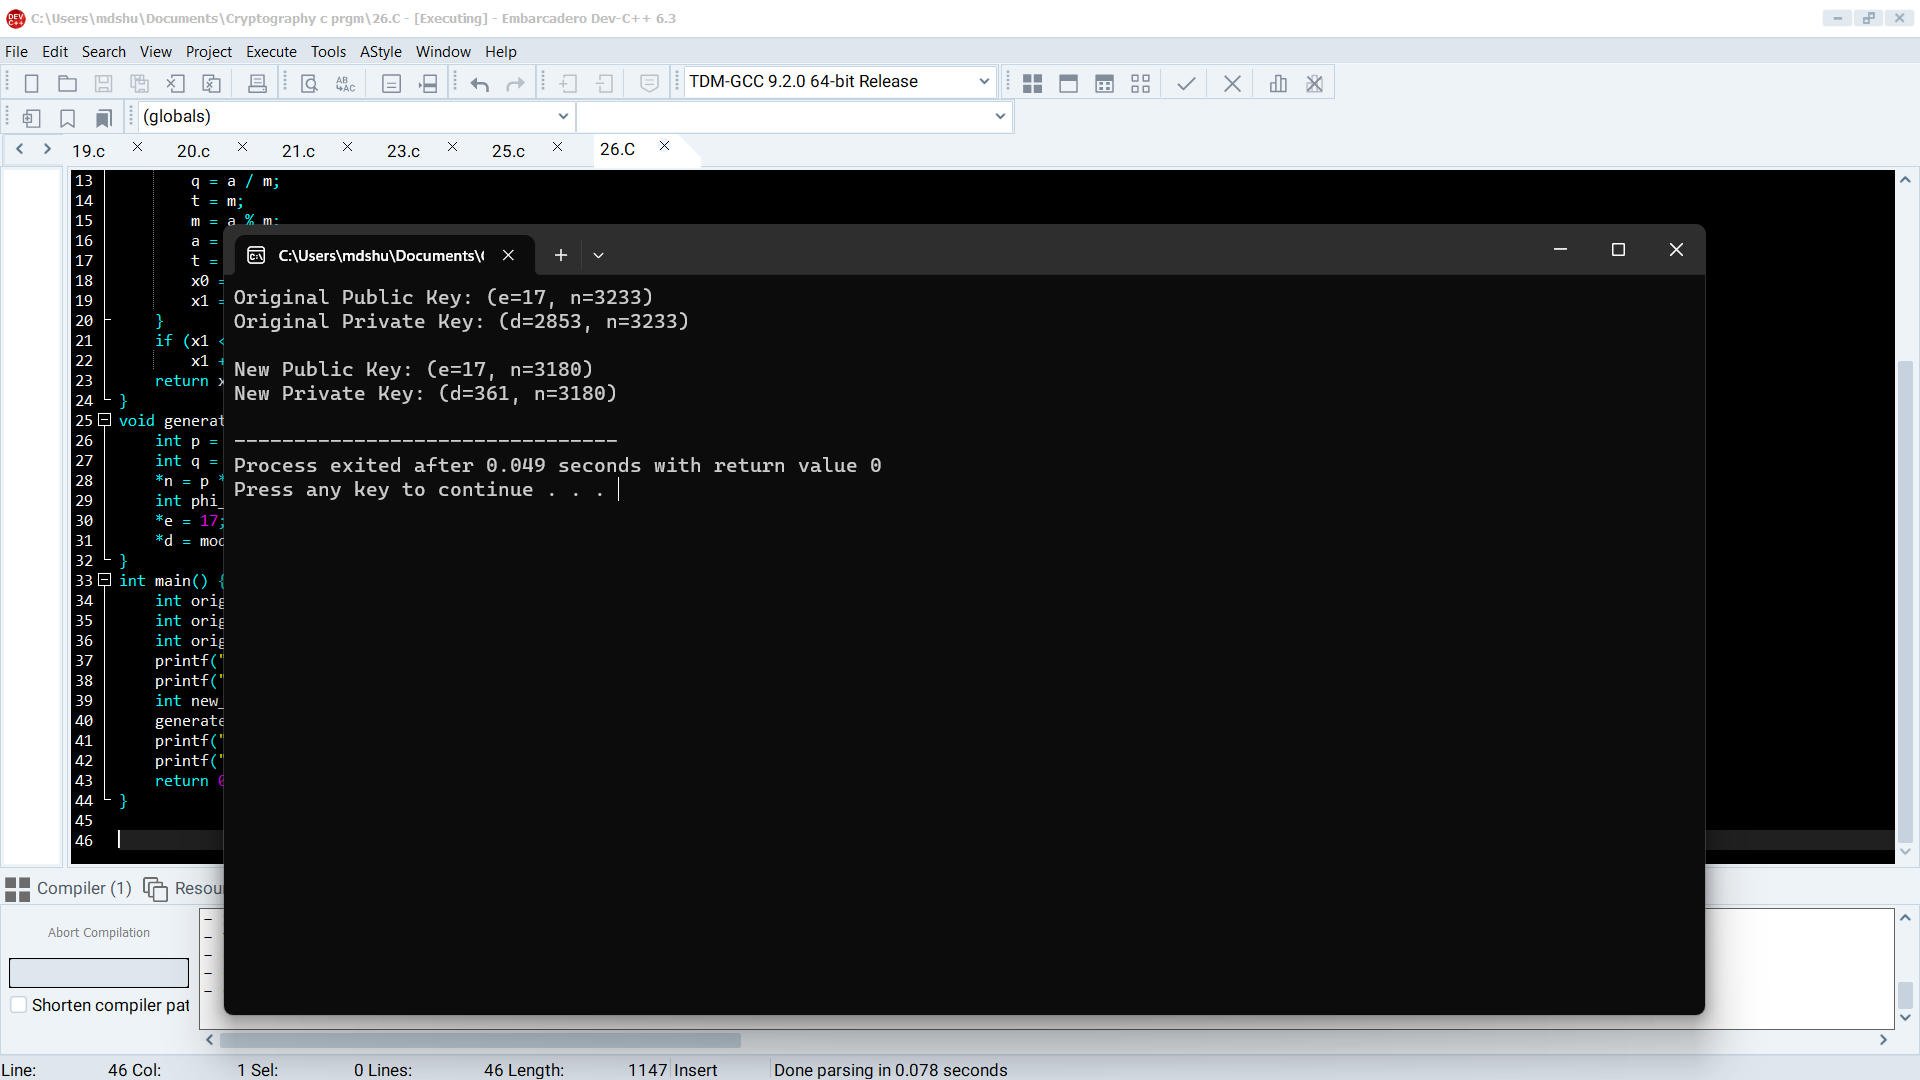 C:\Users\mdshu\Documents\Cryptography c prgm\26.C - [Executing] - Embarcadero Dev-C++ 6.3
File Edit Search View Project Execute Tools AStyle Window Help
TDM-GCC 9.2.0 64-bit Release
(globals)
19.c 20.c 21.c 23.c 25.c 26.C
13 q = a / m;
14 t = m;
15 m = a % m;
16 a =
17 t =
18 x0 =
19 x1 =
20 }
21 if (x1 <
22 x1 +
23 return x
24 }
25 void generat
26 int p =
27 int q =
28 *n = p *
29 int phi_
30 *e = 17;
31 *d = mod
32 }
33 int main() {
34 int orig
35 int orig
36 int orig
37 printf("
38 printf("
39 int new_
40 generate
41 printf("
42 printf("
43 return 0
44 }
45
46
C:\Users\mdshu\Documents\(
Original Public Key: (e=17, n=3233)
Original Private Key: (d=2853, n=3233)
New Public Key: (e=17, n=3180)
New Private Key: (d=361, n=3180)
--------------------------------
Process exited after 0.049 seconds with return value 0
Press any key to continue . . .
Compiler (1) Resou
Abort Compilation
Shorten compiler pat
-
-
-
-
-
Line: 46 Col: 1 Sel: 0 Lines: 46 Length: 1147 Insert Done parsing in 0.078 seconds